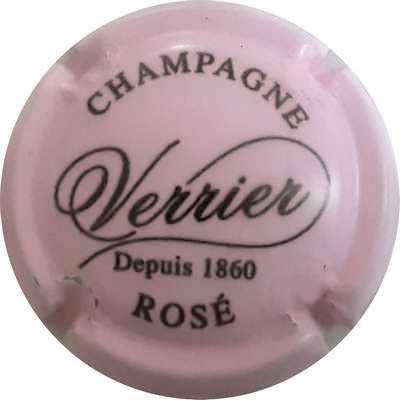 CHAMPAGNE
Verrier
Depuis 1860
ROSÉ